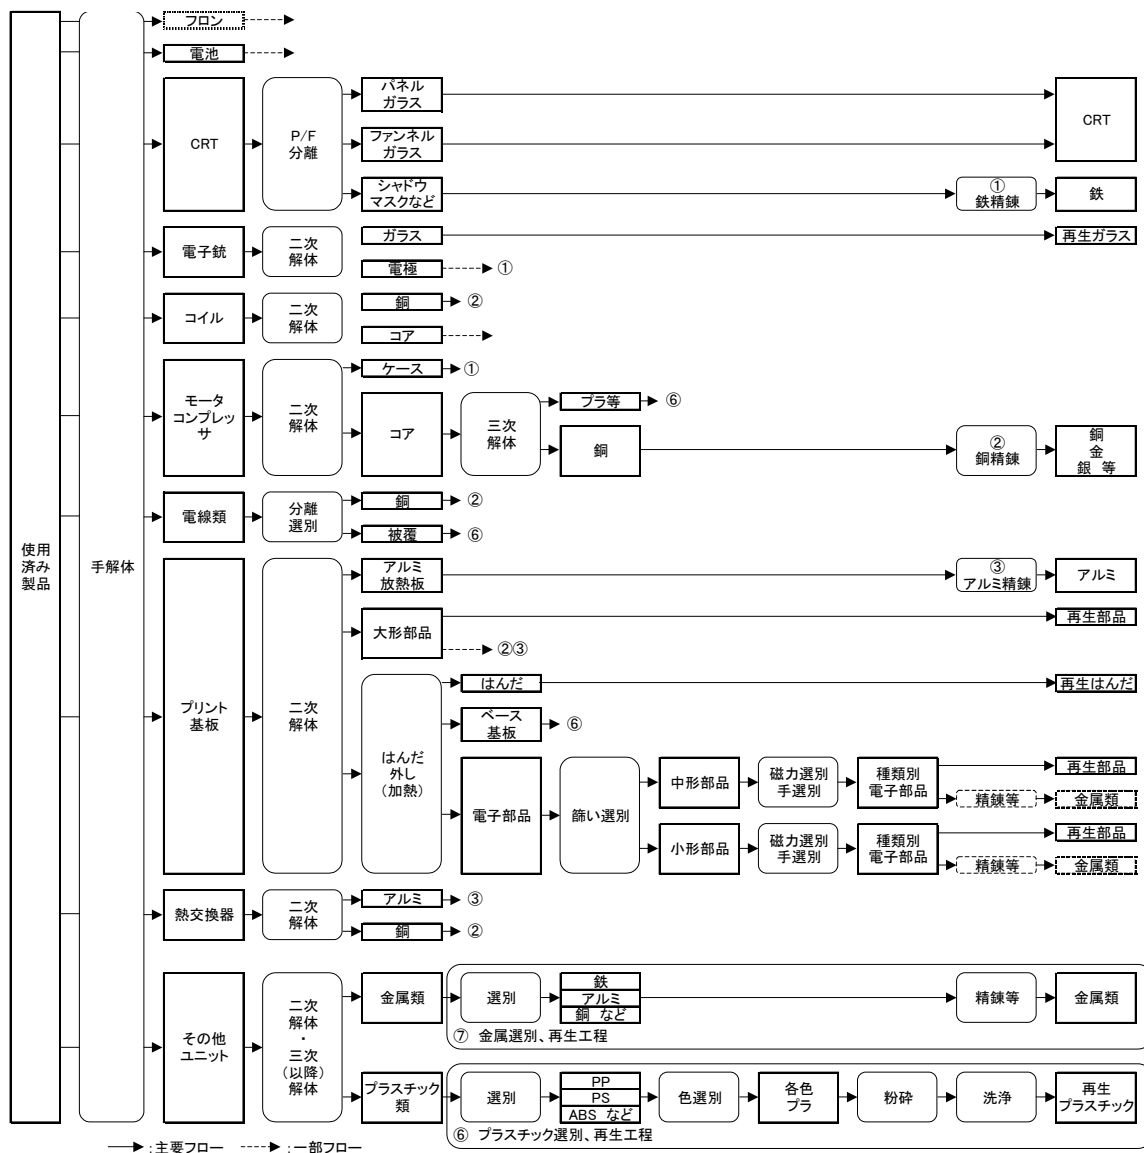 使用
済み
製品
手解体
フロン
電池
CRT
P/F
分離
パネル
ガラス
ファンネル
ガラス
シャドウ
マスクなど
CRT
①
鉄精錬
鉄
電子銃
二次
解体
ガラス
再生ガラス
電極
①
コイル
二次
解体
銅
②
コア
モータ
コンプレッ
サ
二次
解体
ケース
①
コア
三次
解体
プラ等
⑥
銅
②
銅精錬
銅
金
銀 等
電線類
分離
選別
銅
②
被覆
⑥
プリント
基板
二次
解体
アルミ
放熱板
③
アルミ精錬
アルミ
大形部品
再生部品
②③
はんだ
外し
（加熱）
はんだ
再生はんだ
ベース
基板
⑥
電子部品
篩い選別
中形部品
磁力選別
手選別
種類別
電子部品
再生部品
精錬等
金属類
小形部品
磁力選別
手選別
種類別
電子部品
再生部品
精錬等
金属類
熱交換器
二次
解体
アルミ
③
銅
②
その他
ユニット
二次
解体
・
三次
（以降）
解体
金属類
選別
鉄
アルミ
銅 など
精錬等
金属類
⑦ 金属選別、再生工程
プラスチック
類
選別
PP
PS
ABS など
色選別
各色
プラ
粉砕
洗浄
再生
プラスチック
⑥ プラスチック選別、再生工程
:主要フロー
:一部フロー